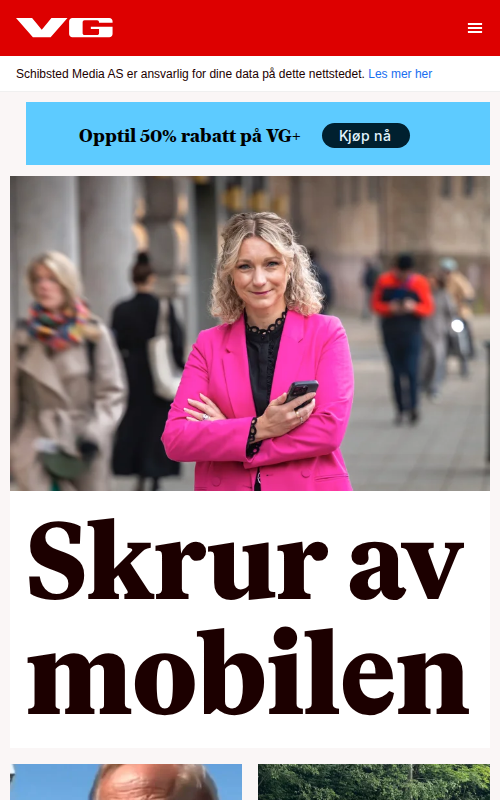 VG
Schibsted Media AS er ansvarlig for dine data på dette nettstedet. Les mer her
Opptil 50% rabatt på VG+ Kjøp nå
Skrur av
mobilen